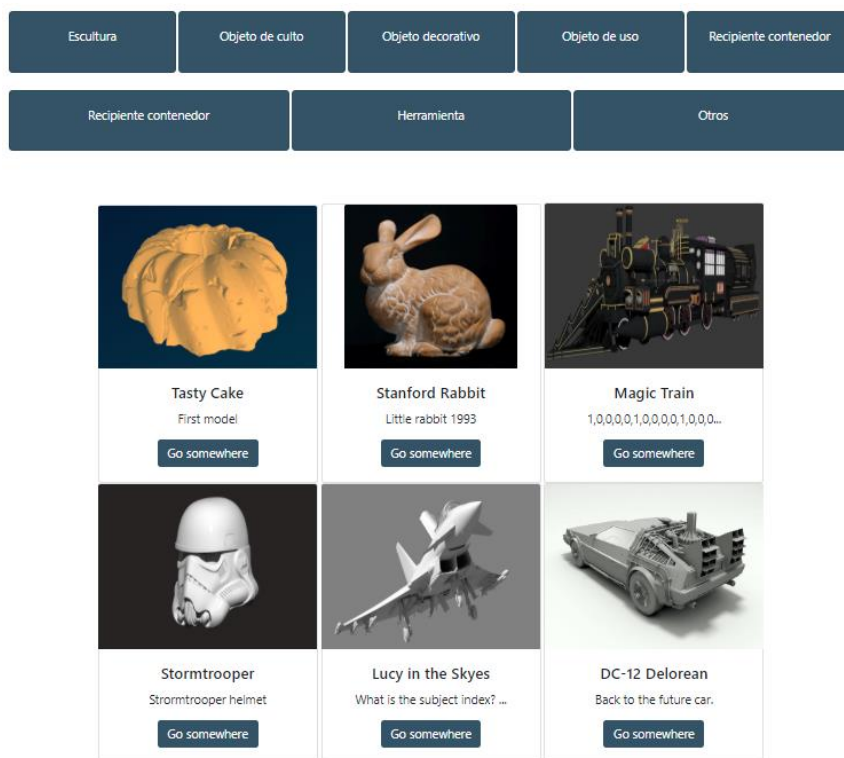 Escultura
Objeto de culto
Objeto decorativo
Objeto de uso
Recipiente contenedor
Recipiente contenedor
Herramienta
Otros
Tasty Cake
First model
Go somewhere
Stanford Rabbit
Little rabbit 1993
Go somewhere
Magic Train
1,0,0,0,0,1,0,0,0,0,1,0,0,0...
Go somewhere
Stormtrooper
Strormtrooper helmet
Go somewhere
Lucy in the Skyes
What is the subject index? ...
Go somewhere
DC-12 Delorean
Back to the future car.
Go somewhere